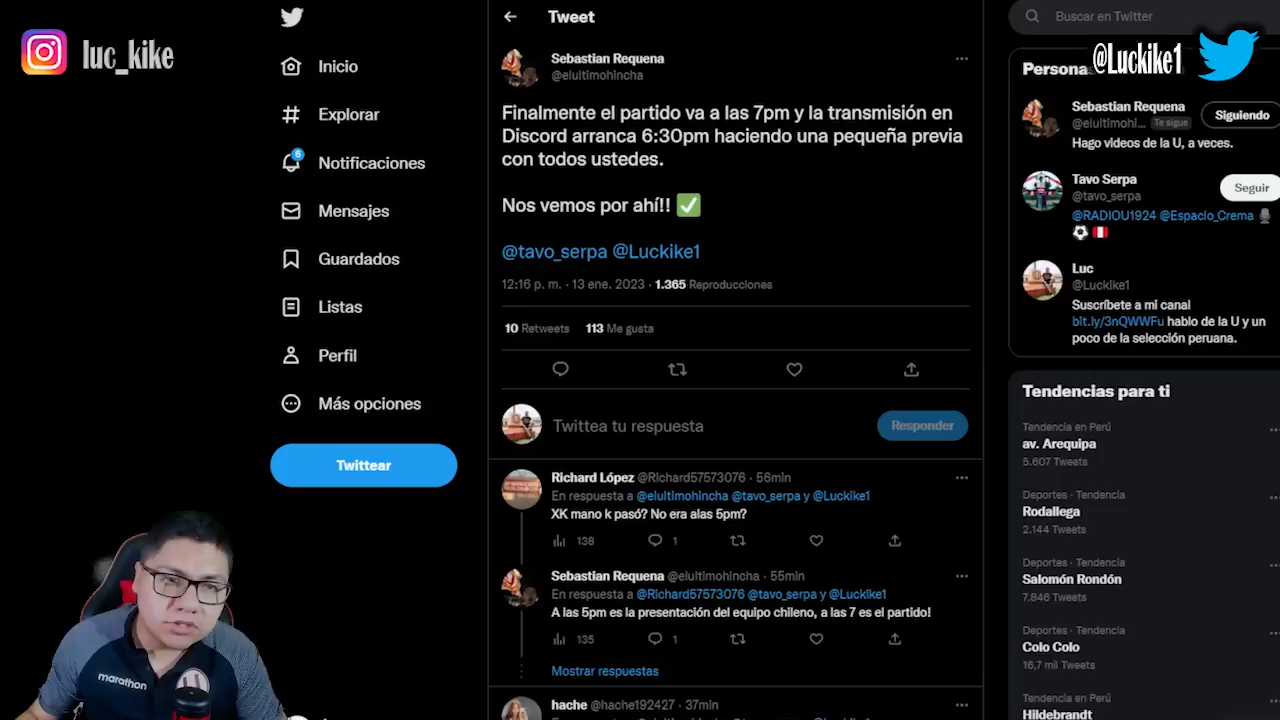 luc_kike
@Luckike1
Inicio
Explorar
6
Notificaciones
Mensajes
Guardados
Listas
Perfil
Más opciones
Twittear
marathon
Tweet
Sebastian Requena
@elultimohincha
Finalmente el partido va a las 7pm y la transmisión en
Discord arranca 6:30pm haciendo una pequeña previa
con todos ustedes.
Nos vemos por ahí!! ✅
@tavo_serpa @Luckike1
12:16 p. m. · 13 ene. 2023 · 1.365 Reproducciones
10 Retweets 113 Me gusta
Twittea tu respuesta
Responder
Richard López @Richard57573076 · 56min
En respuesta a @elultimohincha @tavo_serpa y @Luckike1
XK mano k pasó? No era alas 5pm?
138 1
Sebastian Requena @elultimohincha · 55min
En respuesta a @Richard57573076 @tavo_serpa y @Luckike1
A las 5pm es la presentación del equipo chileno, a las 7 es el partido!
135 1
Mostrar respuestas
hache @hache192427 · 37min
Buscar en Twitter
Persona
Sebastian Requena
@elultimohi... Te sigue
Siguiendo
Hago videos de la U, a veces.
Tavo Serpa
@tavo_serpa
Seguir
@RADIOU1924 @Espacio_Crema 🎙
⚽ 🇵🇪
Luc
@Luckike1
Suscríbete a mi canal
bit.ly/3nQWWFu hablo de la U y un
poco de la selección peruana.
Tendencias para ti
Tendencia en Perú
av. Arequipa
5.607 Tweets
Deportes · Tendencia
Rodallega
2.144 Tweets
Deportes · Tendencia
Salomón Rondón
7.846 Tweets
Deportes · Tendencia
Colo Colo
16,7 mil Tweets
Tendencia en Perú
Hildebrandt